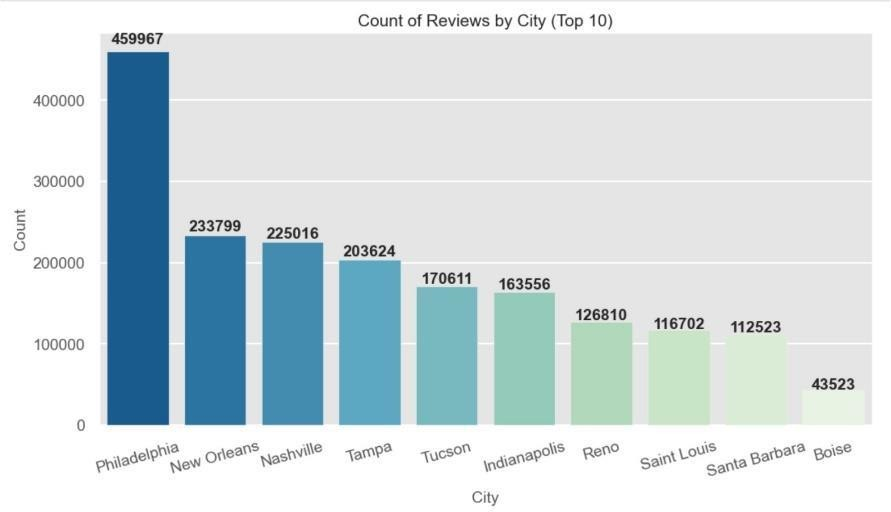 Count of Reviews by City (Top 10)
459967
400000
300000
233799
225016
203624
200000
170611
163556
126810
116702
112523
100000
43523
0
Count
Philadelphia
New Orleans
Nashville
Tampa
Tucson
Indianapolis
Reno
Saint Louis
Santa Barbara
Boise
City